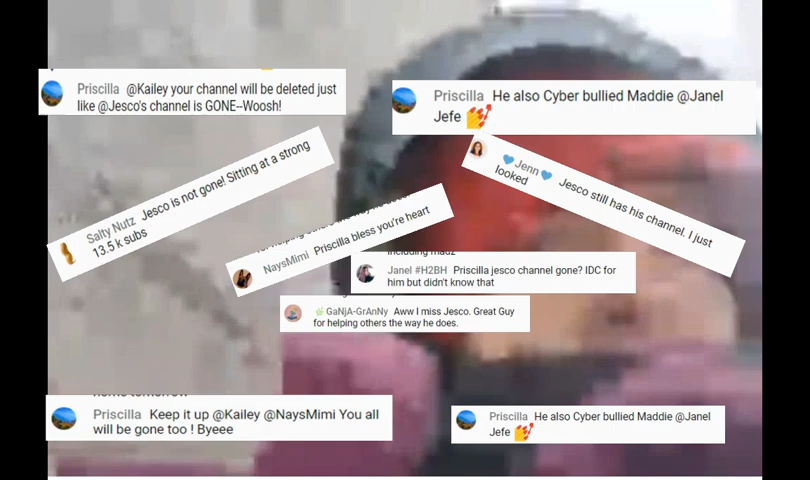 Priscilla @Kailey your channel will be deleted just
like @Jesco's channel is GONE--Woosh!
Priscilla He also Cyber bullied Maddie @Janel
Jefe
Salty Nutz Jesco is not gone! Sitting at a strong
13.5 k subs
Jenn Jesco still has his channel. I just
looked
NaysMimi Priscilla bless you're heart
including madz
Janel #H2BH Priscilla jesco channel gone? IDC for
him but didn't know that
GaNjA-GrAnNy Aww I miss Jesco. Great Guy
for helping others the way he does.
home tomorrow
Priscilla Keep it up @Kailey @NaysMimi You all
will be gone too ! Byeee
Priscilla He also Cyber bullied Maddie @Janel
Jefe